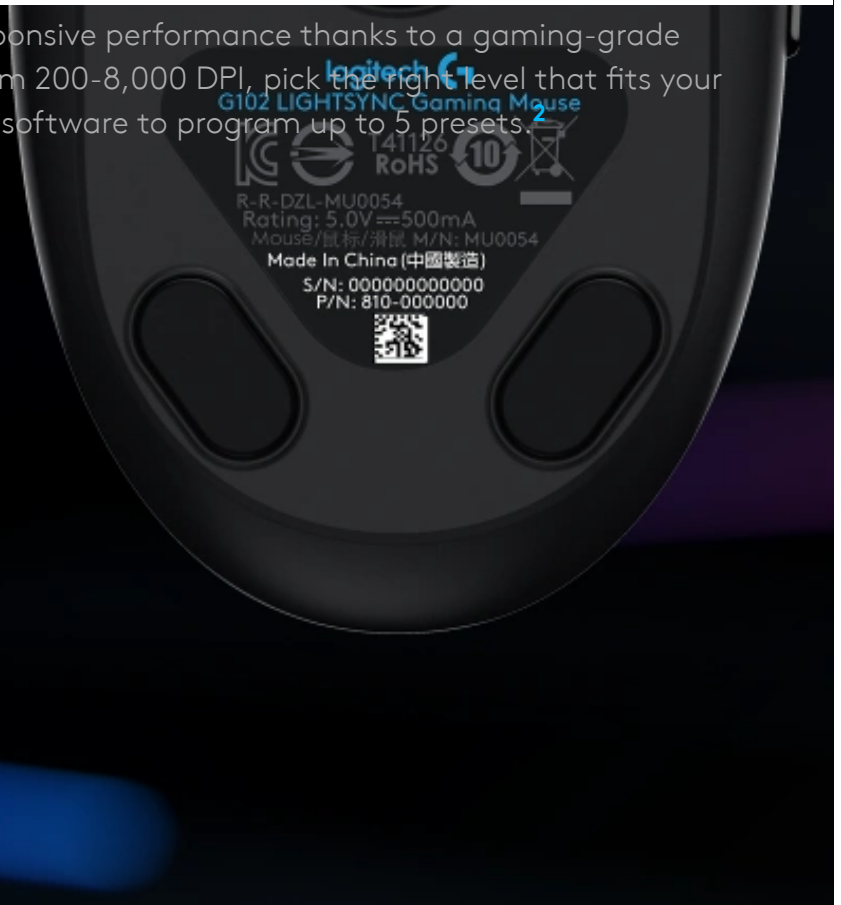 ponsive performance thanks to a gaming-grade
m 200-8,000 DPI, pick the right level that fits your
software to program up to 5 presets.2
logitech G
G102 LIGHTSYNC Gaming Mouse
T41126
RoHS
10
R-R-DZL-MU0054
Rating: 5.0V⎓500mA
Mouse/鼠标/滑鼠 M/N: MU0054
Made In China (中國製造)
S/N: 000000000000
P/N: 810-000000